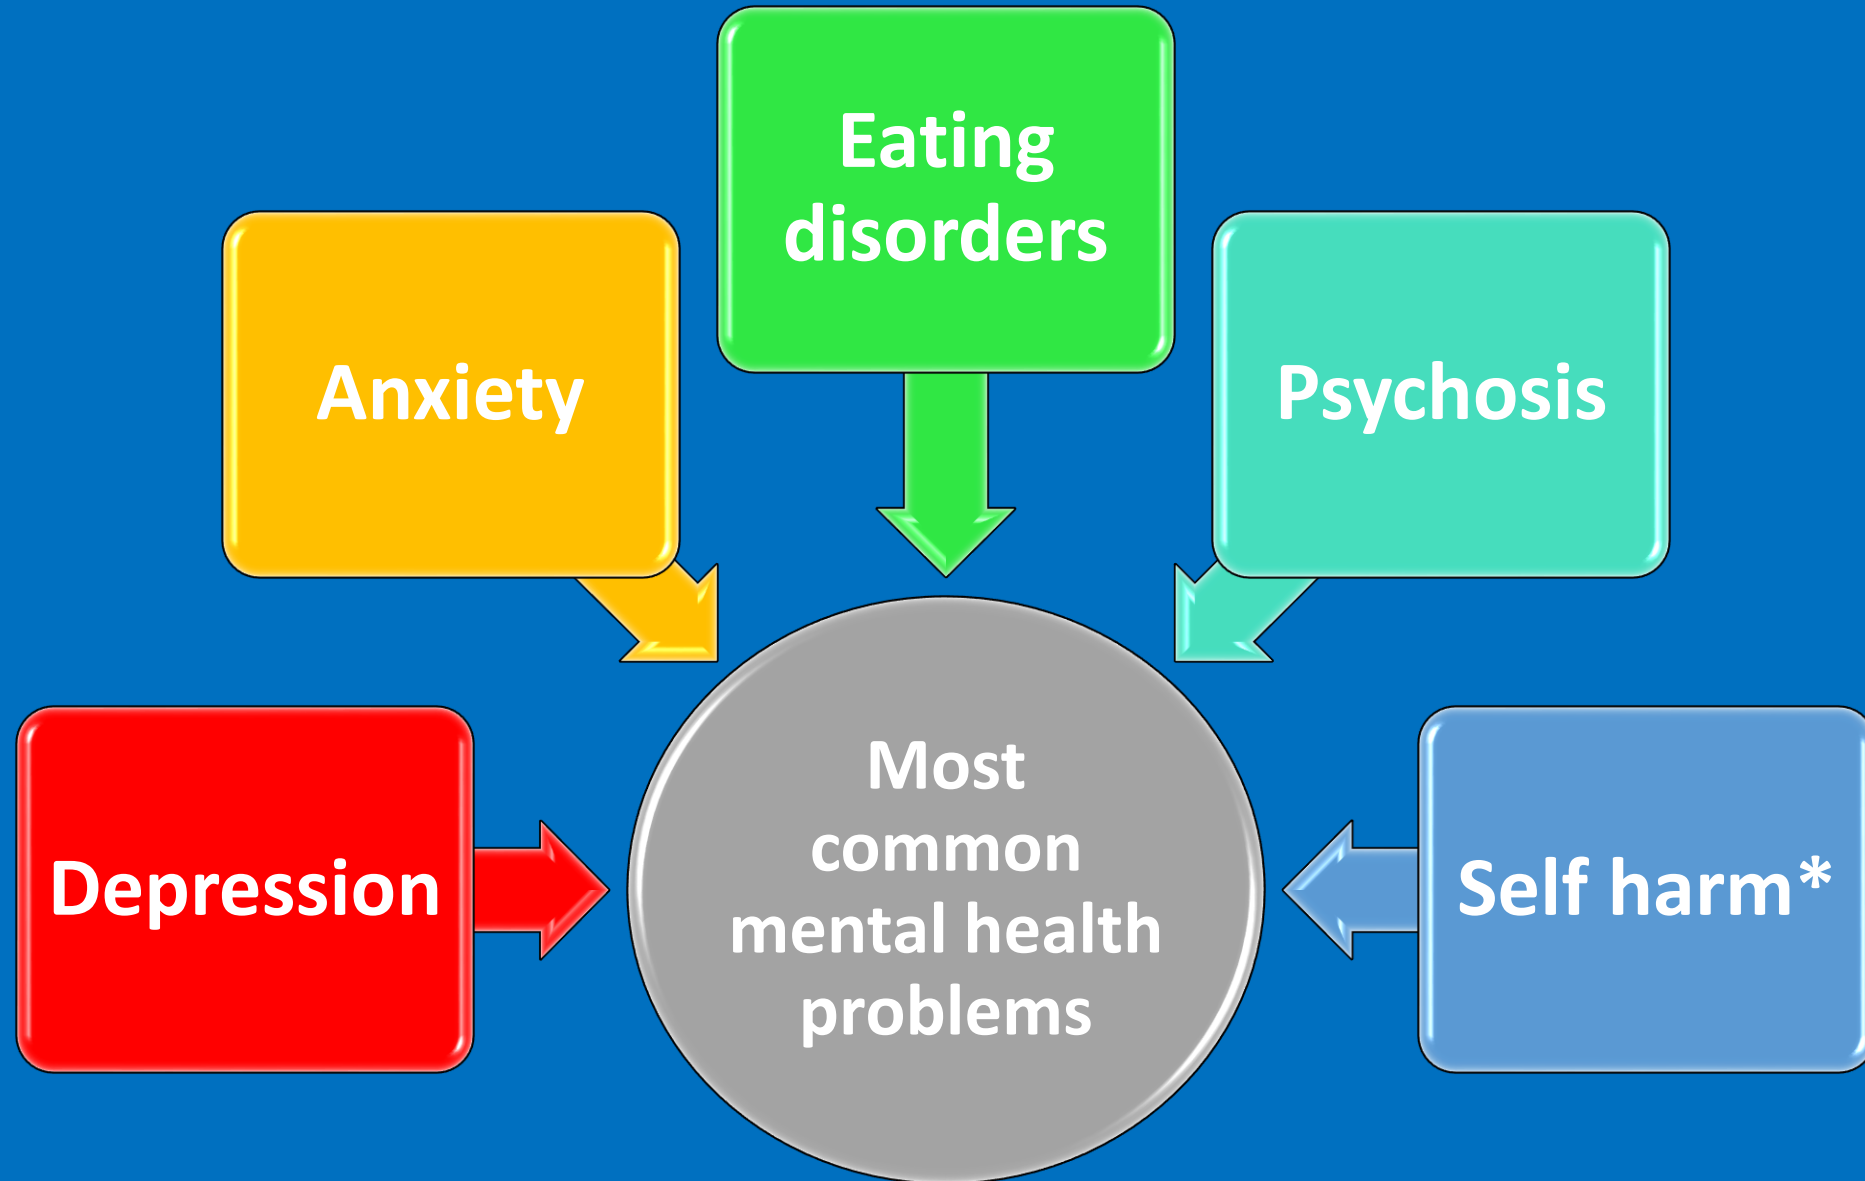 Eating
disorders
Anxiety
Psychosis
Depression
Most
common
mental health
problems
Self harm*